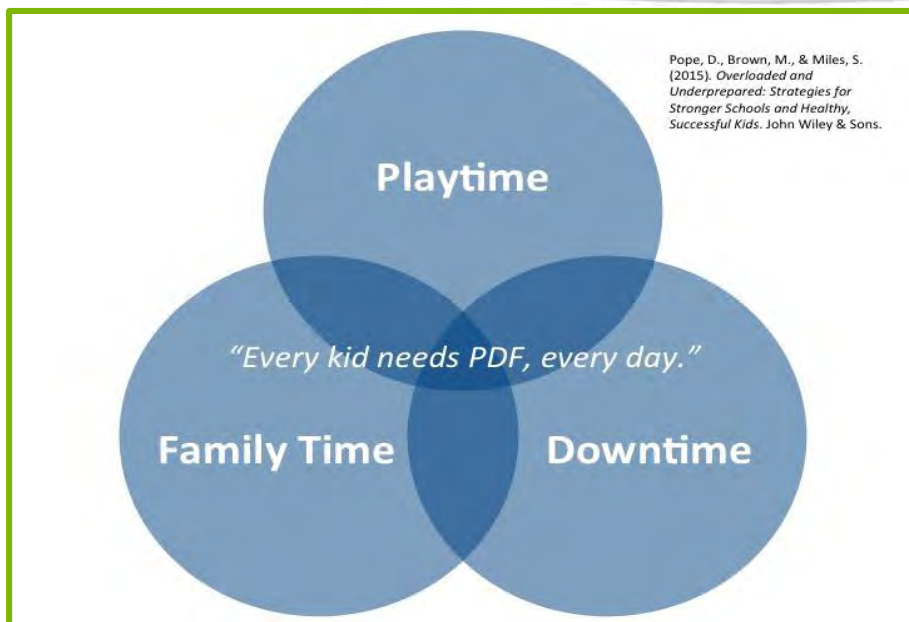 Pope, D., Brown, M., & Miles, S.
(2015). Overloaded and
Underprepared: Strategies for
Stronger Schools and Healthy,
Successful Kids. John Wiley & Sons.
Playtime
“Every kid needs PDF, every day.”
Family Time
Downtime